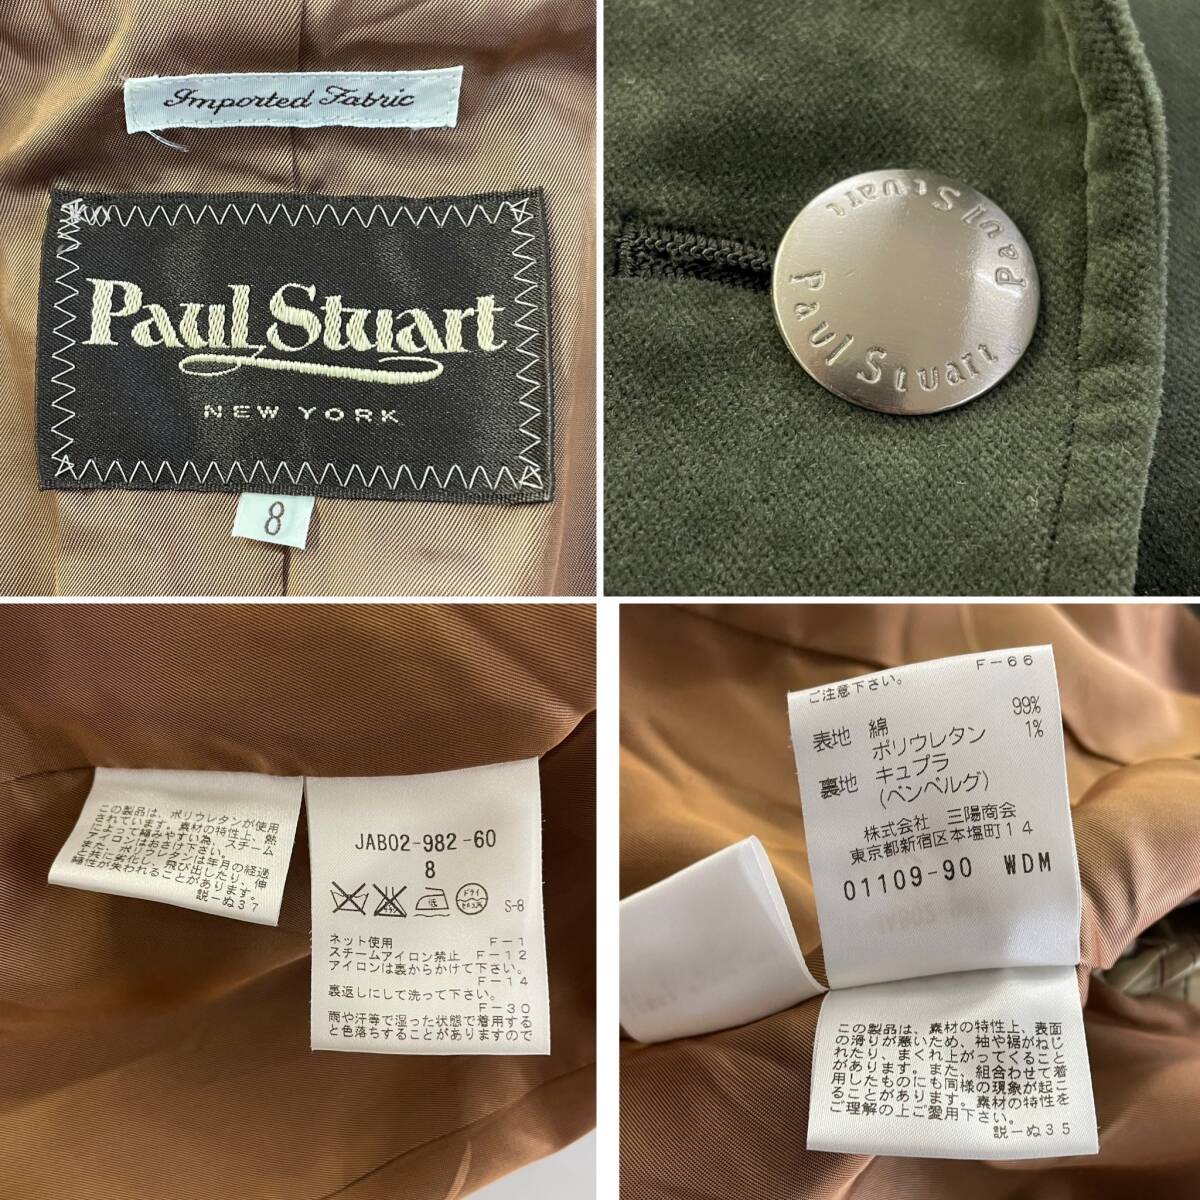 Imported Fabric
Paul Stuart
NEW YORK
8
Paul Stuart
Paul Stuart
この製品は、ポリウレタンが使用
説ーぬ37
JAB02-982-60
8
ドライ
S-8
ネット使用 F-1
スチームアイロン禁止 F-12
アイロンは裏からかけて下さい。
F-14
裏返しにして洗って下さい。
F-30
雨や汗等で湿った状態で着用する
と色落ちすることがありますので
F-66
ご注意下さい。
表地 綿 99%
ポリウレタン 1%
裏地 キュプラ
(ベンベルグ)
株式会社 三陽商会
東京都新宿区本塩町14
01109-90 WDM
この製品は、素材の特性上、表面
の滑りが悪いため、袖や裾がねじ
れたり、まくれ上がってくること
があります。また、組合わせて着
用したものにも同様の現象が起こ
ることがあります。素材の特性を
ご理解の上ご愛用下さい。
説ーぬ35